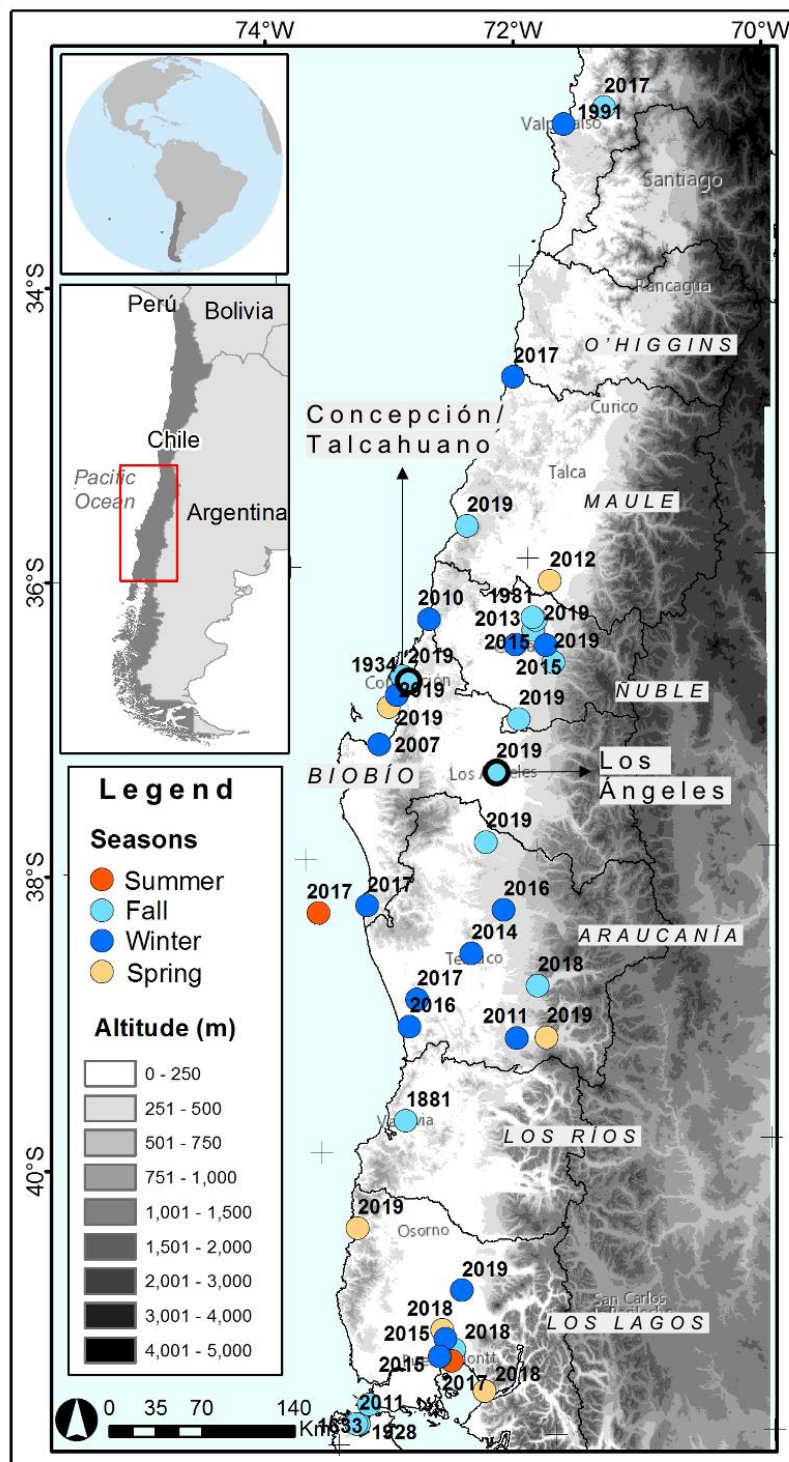 74°W
72°W
70°W
34°S
36°S
38°S
40°S
Perú
Bolivia
Chile
Pacific
Ocean
Argentina
2017
1991
Santiago
Rancagua
O'HIGGINS
2017
Concepción/
Talcahuano
Curico
Talca
MAULE
2019
2012
1981
2010
2013
2019
2015
2019
2015
1934
2019
2019
2019
ÑUBLE
2019
2007
BIOBÍO
2019
Los
Ángeles
2019
2017
2017
2016
ARAUCANÍA
2014
2018
2017
2016
2011
2019
1881
LOS RÍOS
2019
Osorno
2019
San Carlos
2018
LOS LAGOS
2015
2018
2015
2017
2018
2011
1633
1928
Legend
Seasons
Summer
Fall
Winter
Spring
Altitude (m)
0 - 250
251 - 500
501 - 750
751 - 1,000
1,001 - 1,500
1,501 - 2,000
2,001 - 3,000
3,001 - 4,000
4,001 - 5,000
0 35 70 140
Km